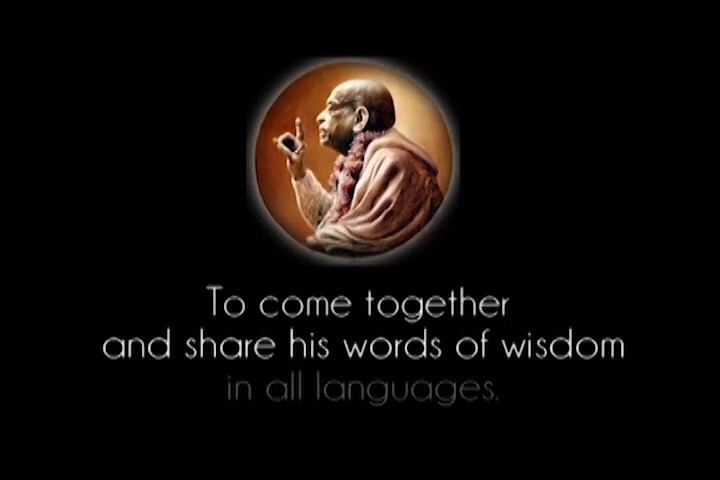 To come together
and share his words of wisdom
in all languages.